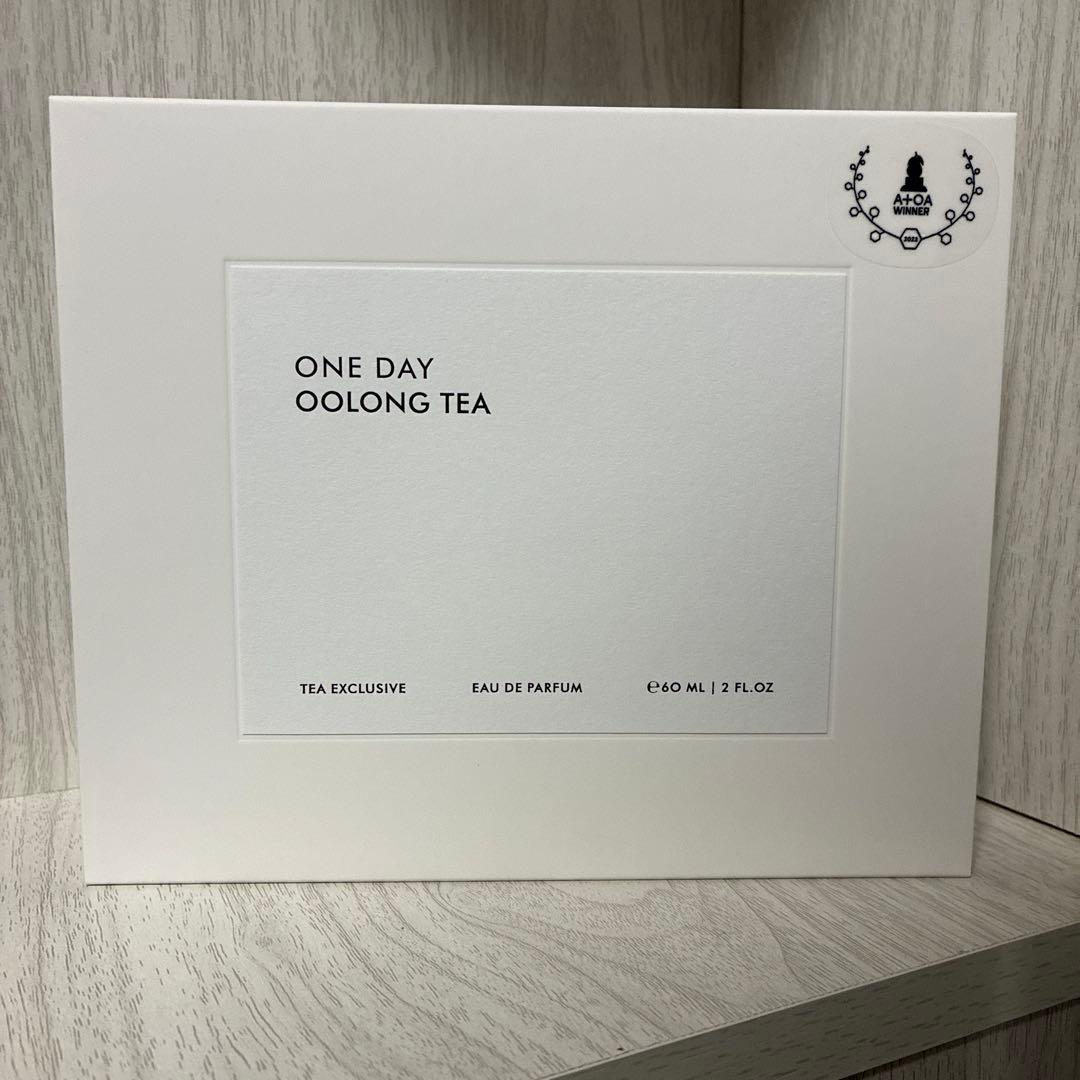 A+OA
WINNER
2022
ONE DAY
OOLONG TEA
TEA EXCLUSIVE EAU DE PARFUM ℮60 ML | 2 FL.OZ